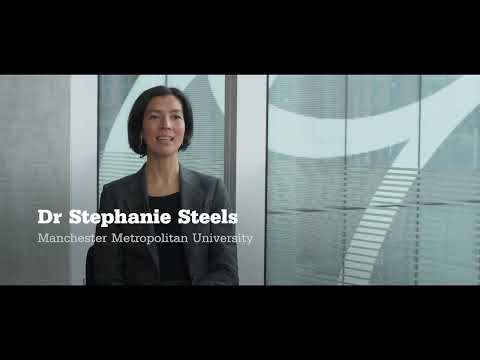 Dr Stephanie Steels
Manchester Metropolitan University